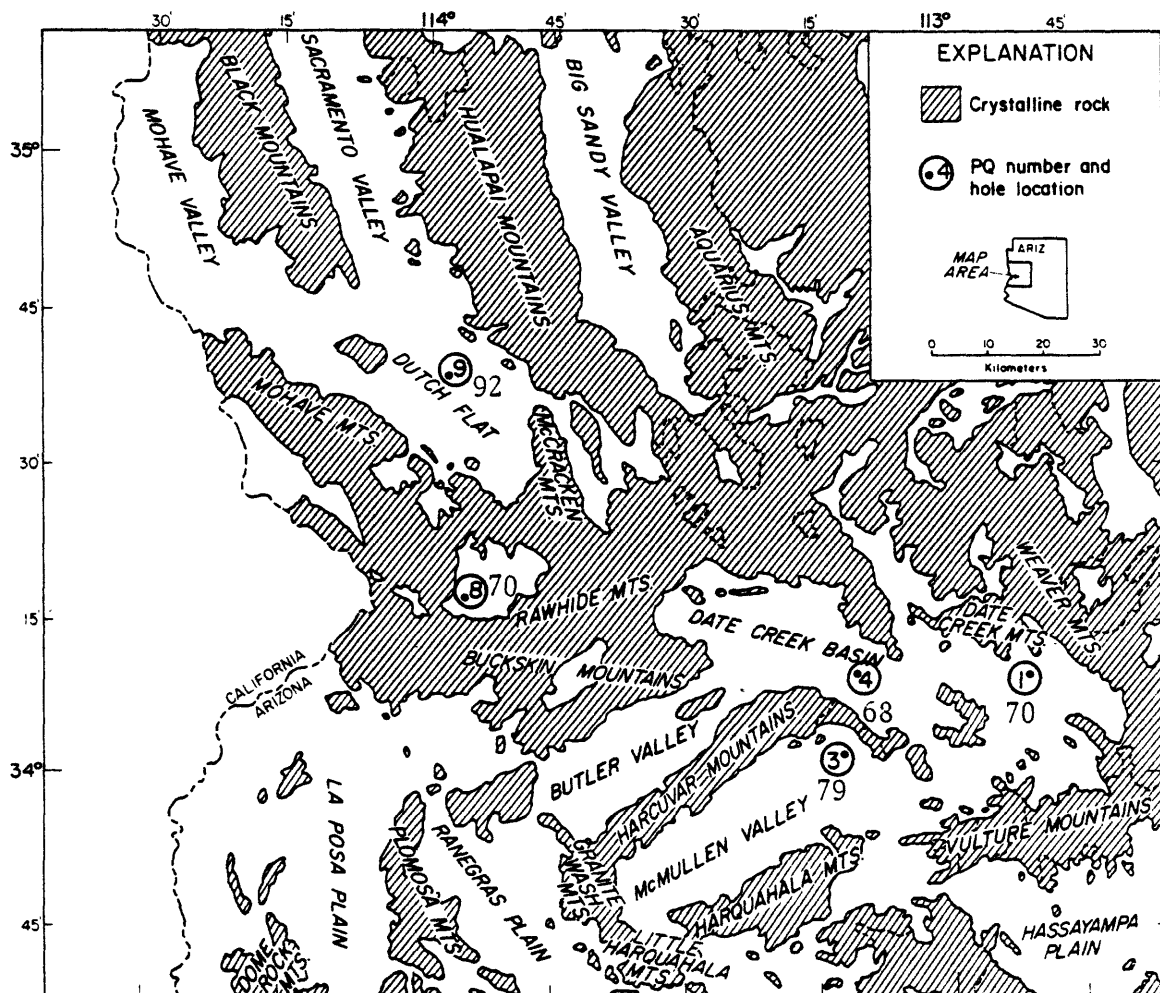 30'
15'
114°
45'
30'
15'
113°
45'
EXPLANATION
Crystalline rock
4
PQ number and
hole location
ARIZ
MAP
AREA
0 10 20 30
Kilometers
35°
45'
30'
15'
34°
45'
MOHAVE VALLEY
BLACK MOUNTAINS
SACRAMENTO VALLEY
HUALAPAI MOUNTAINS
BIG SANDY VALLEY
AQUARIUS MTS.
9
92
DUTCH FLAT
MOHAVE MTS.
McCRACKEN
MTS.
8
70
RAWHIDE MTS.
WEAVER MTS.
DATE
CREEK MTS.
DATE CREEK BASIN
BUCKSKIN MOUNTAINS
CALIFORNIA
ARIZONA
4
68
1
70
3
79
BUTLER VALLEY
HARCUVAR MOUNTAINS
McMULLEN VALLEY
VULTURE MOUNTAINS
LA POSA PLAIN
PLOMOSA MTS.
RANEGRAS PLAIN
GRANITE
WASH
MTS.
HARQUAHALA MTS.
LITTLE
HARQUAHALA
MTS.
HASSAYAMPA
PLAIN
DOME
ROCK
MTS.